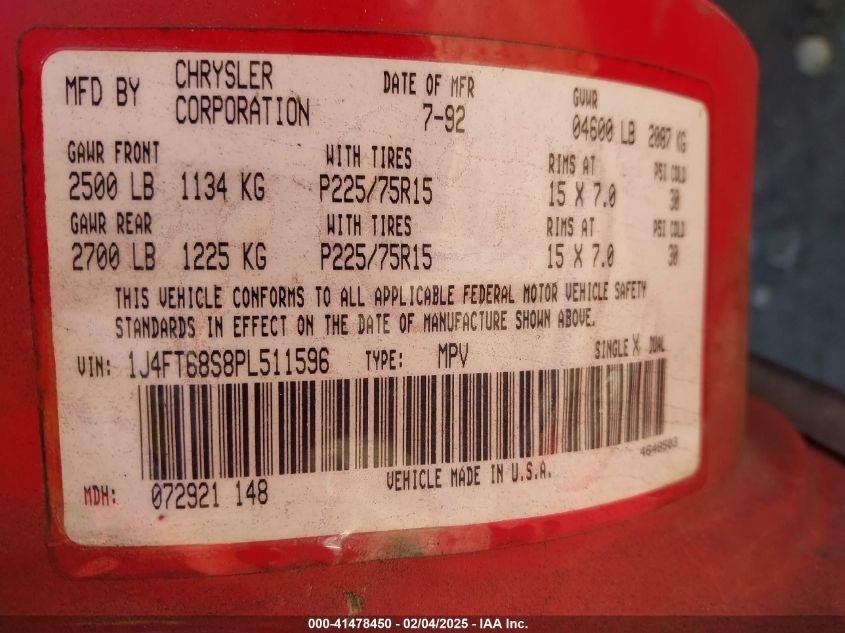 MFD BY CHRYSLER CORPORATION DATE OF MFR 7-92 GVWR 04600 LB 2087 KG
GAWR FRONT WITH TIRES RIMS AT PSI COLD
2500 LB 1134 KG P225/75R15 15 X 7.0 30
GAWR REAR WITH TIRES RIMS AT PSI COLD
2700 LB 1225 KG P225/75R15 15 X 7.0 30
THIS VEHICLE CONFORMS TO ALL APPLICABLE FEDERAL MOTOR VEHICLE SAFETY
STANDARDS IN EFFECT ON THE DATE OF MANUFACTURE SHOWN ABOVE.
VIN: 1J4FT68S8PL511596 TYPE: MPV SINGLE X DUAL
4648503
MDH: 072921 148 VEHICLE MADE IN U.S.A.
000-41478450 - 02/04/2025 - IAA Inc.